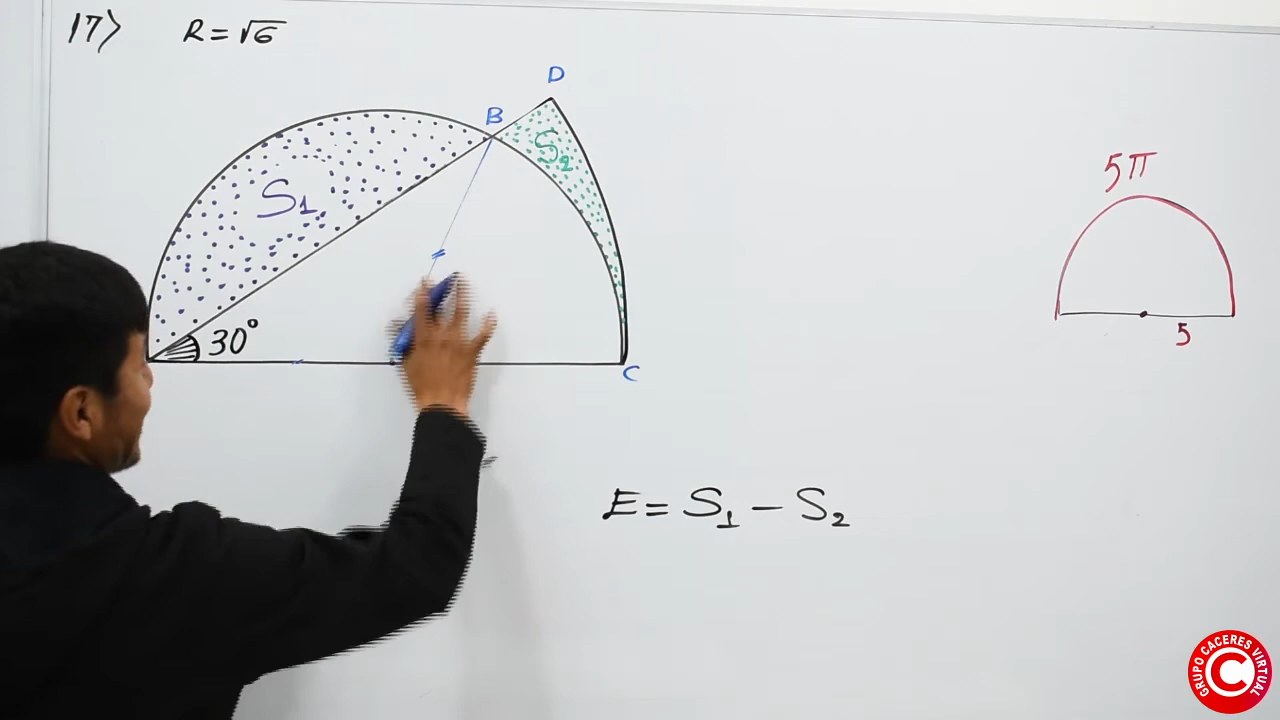 17) R = √6
D
B
S₂
S₁
30°
C
E = S₁ − S₂
5π
5
GRUPO CACERES VIRTUAL
C